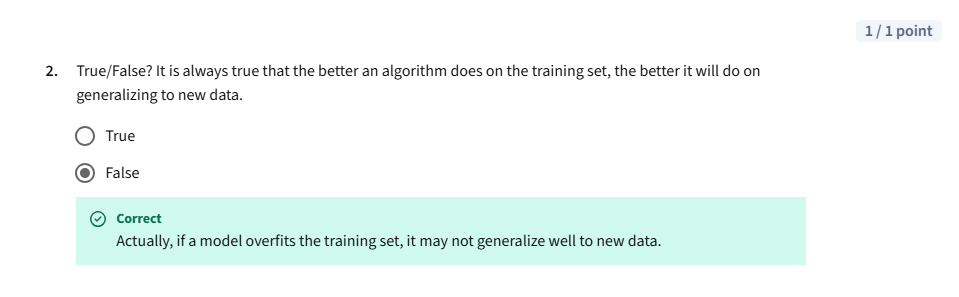 1 / 1 point
2. True/False? It is always true that the better an algorithm does on the training set, the better it will do on
generalizing to new data.
True
False
Correct
Actually, if a model overfits the training set, it may not generalize well to new data.